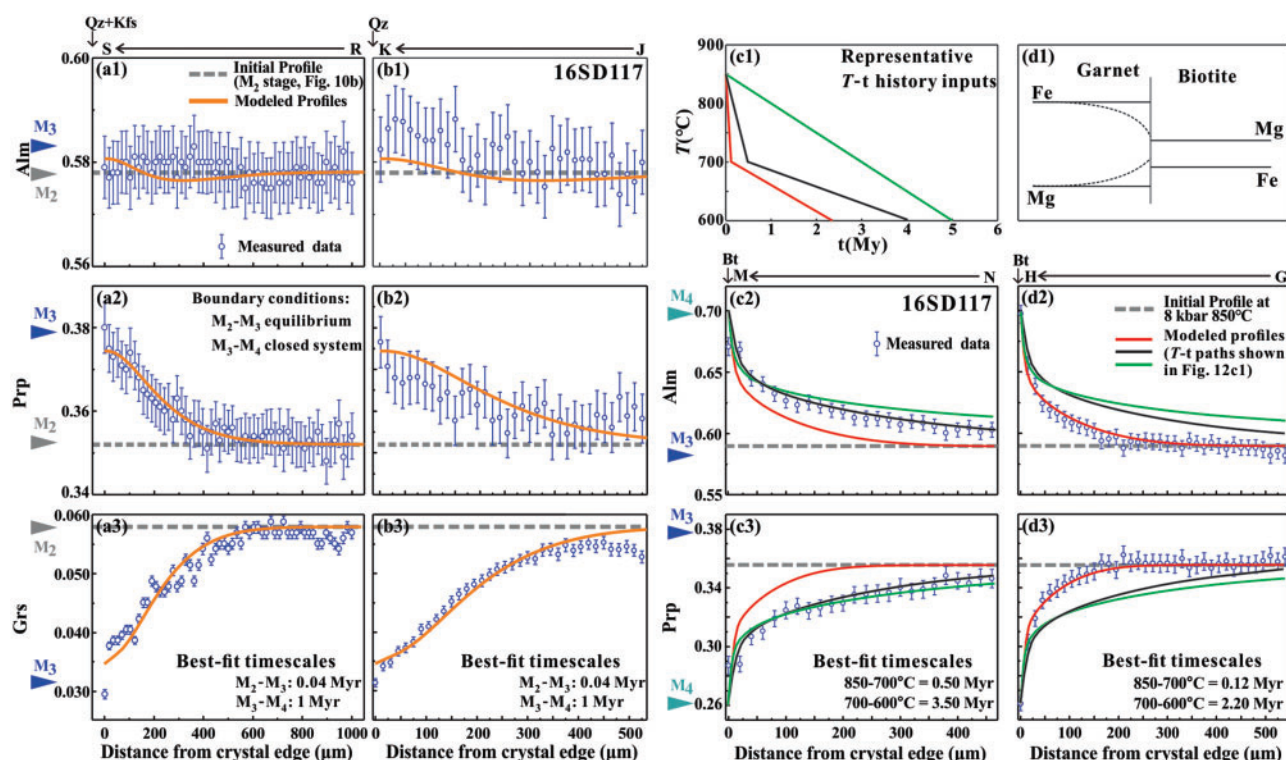 Qz+Kfs
S R
(a1)
Initial Profile
(M2 stage, Fig. 10b)
Modeled Profiles
Measured data
Alm
M3
M2
0.60
0.58
0.56
Qz
K J
(b1)
16SD117
(a2)
Boundary conditions:
M2-M3 equilibrium
M3-M4 closed system
Prp
M3
M2
0.38
0.36
0.34
(b2)
(a3)
Grs
M2
M3
0.060
0.050
0.040
0.030
Best-fit timescales
M2-M3: 0.04 Myr
M3-M4: 1 Myr
0 200 400 600 800 1000
Distance from crystal edge (μm)
(b3)
Best-fit timescales
M2-M3: 0.04 Myr
M3-M4: 1 Myr
0 100 200 300 400 500
Distance from crystal edge (μm)
(c1)
Representative
T-t history inputs
T(°C)
900
800
700
600
0 1 2 3 4 5 6
t(My)
(d1)
Garnet Biotite
Fe
Mg
Mg
Fe
Bt
M N
(c2)
16SD117
Measured data
Alm
M4
M3
0.70
0.65
0.60
0.55
Bt
H G
(d2)
Initial Profile at
8 kbar 850°C
Modeled profiles
(T-t paths shown
in Fig. 12c1)
(c3)
Prp
M3
M4
0.38
0.34
0.30
0.26
Best-fit timescales
850-700°C = 0.50 Myr
700-600°C = 3.50 Myr
0 100 200 300 400
Distance from crystal edge (μm)
(d3)
Best-fit timescales
850-700°C = 0.12 Myr
700-600°C = 2.20 Myr
0 100 200 300 400 500
Distance from crystal edge (μm)